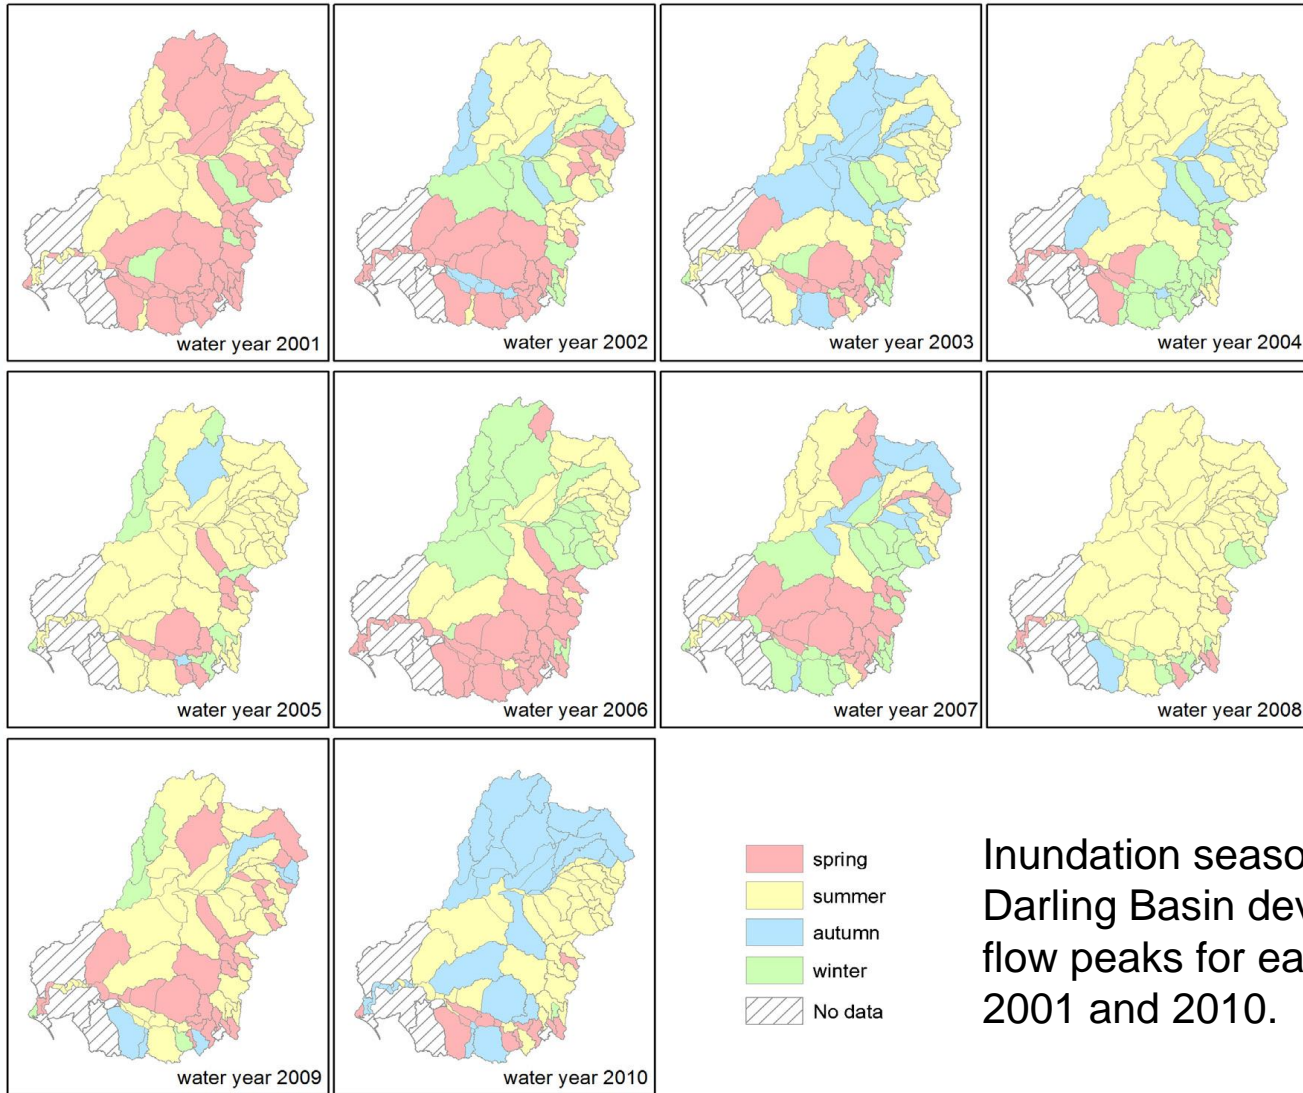 water year 2001
water year 2002
water year 2003
water year 2004
water year 2005
water year 2006
water year 2007
water year 2008
water year 2009
water year 2010
spring
summer
autumn
winter
No data
Inundation seaso
Darling Basin dev
flow peaks for ea
2001 and 2010.